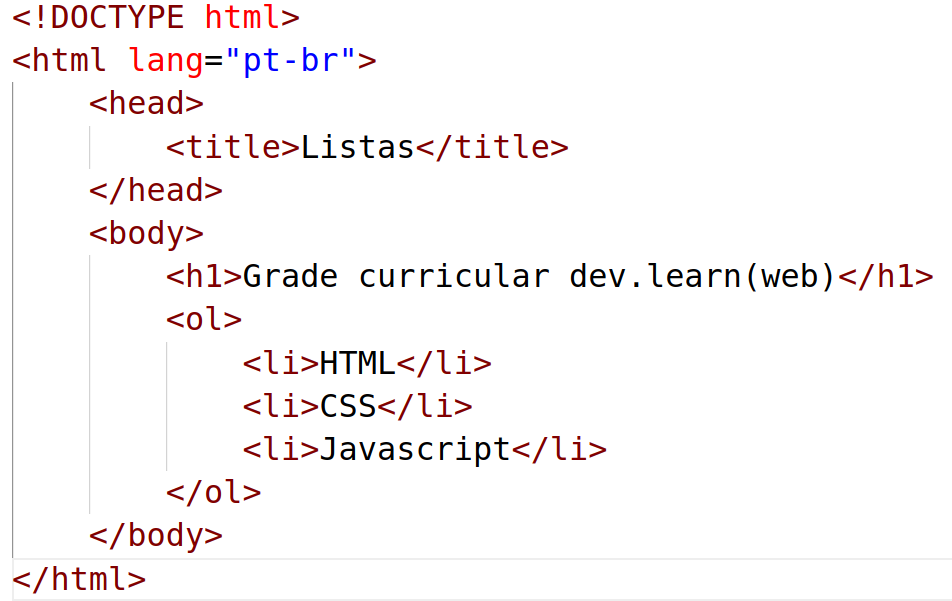 <!DOCTYPE html>
<html lang="pt-br">
    <head>
        <title>Listas</title>
    </head>
    <body>
        <h1>Grade curricular dev.learn(web)</h1>
        <ol>
            <li>HTML</li>
            <li>CSS</li>
            <li>Javascript</li>
        </ol>
    </body>
</html>